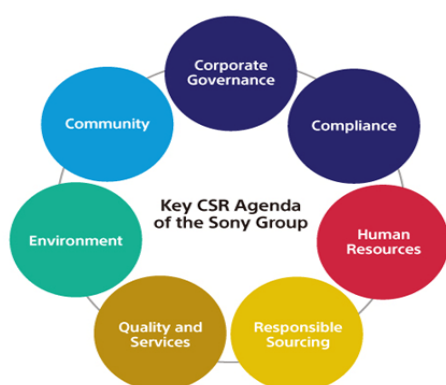 Corporate
Governance
Compliance
Human
Resources
Responsible
Sourcing
Quality and
Services
Environment
Community
Key CSR Agenda
of the Sony Group